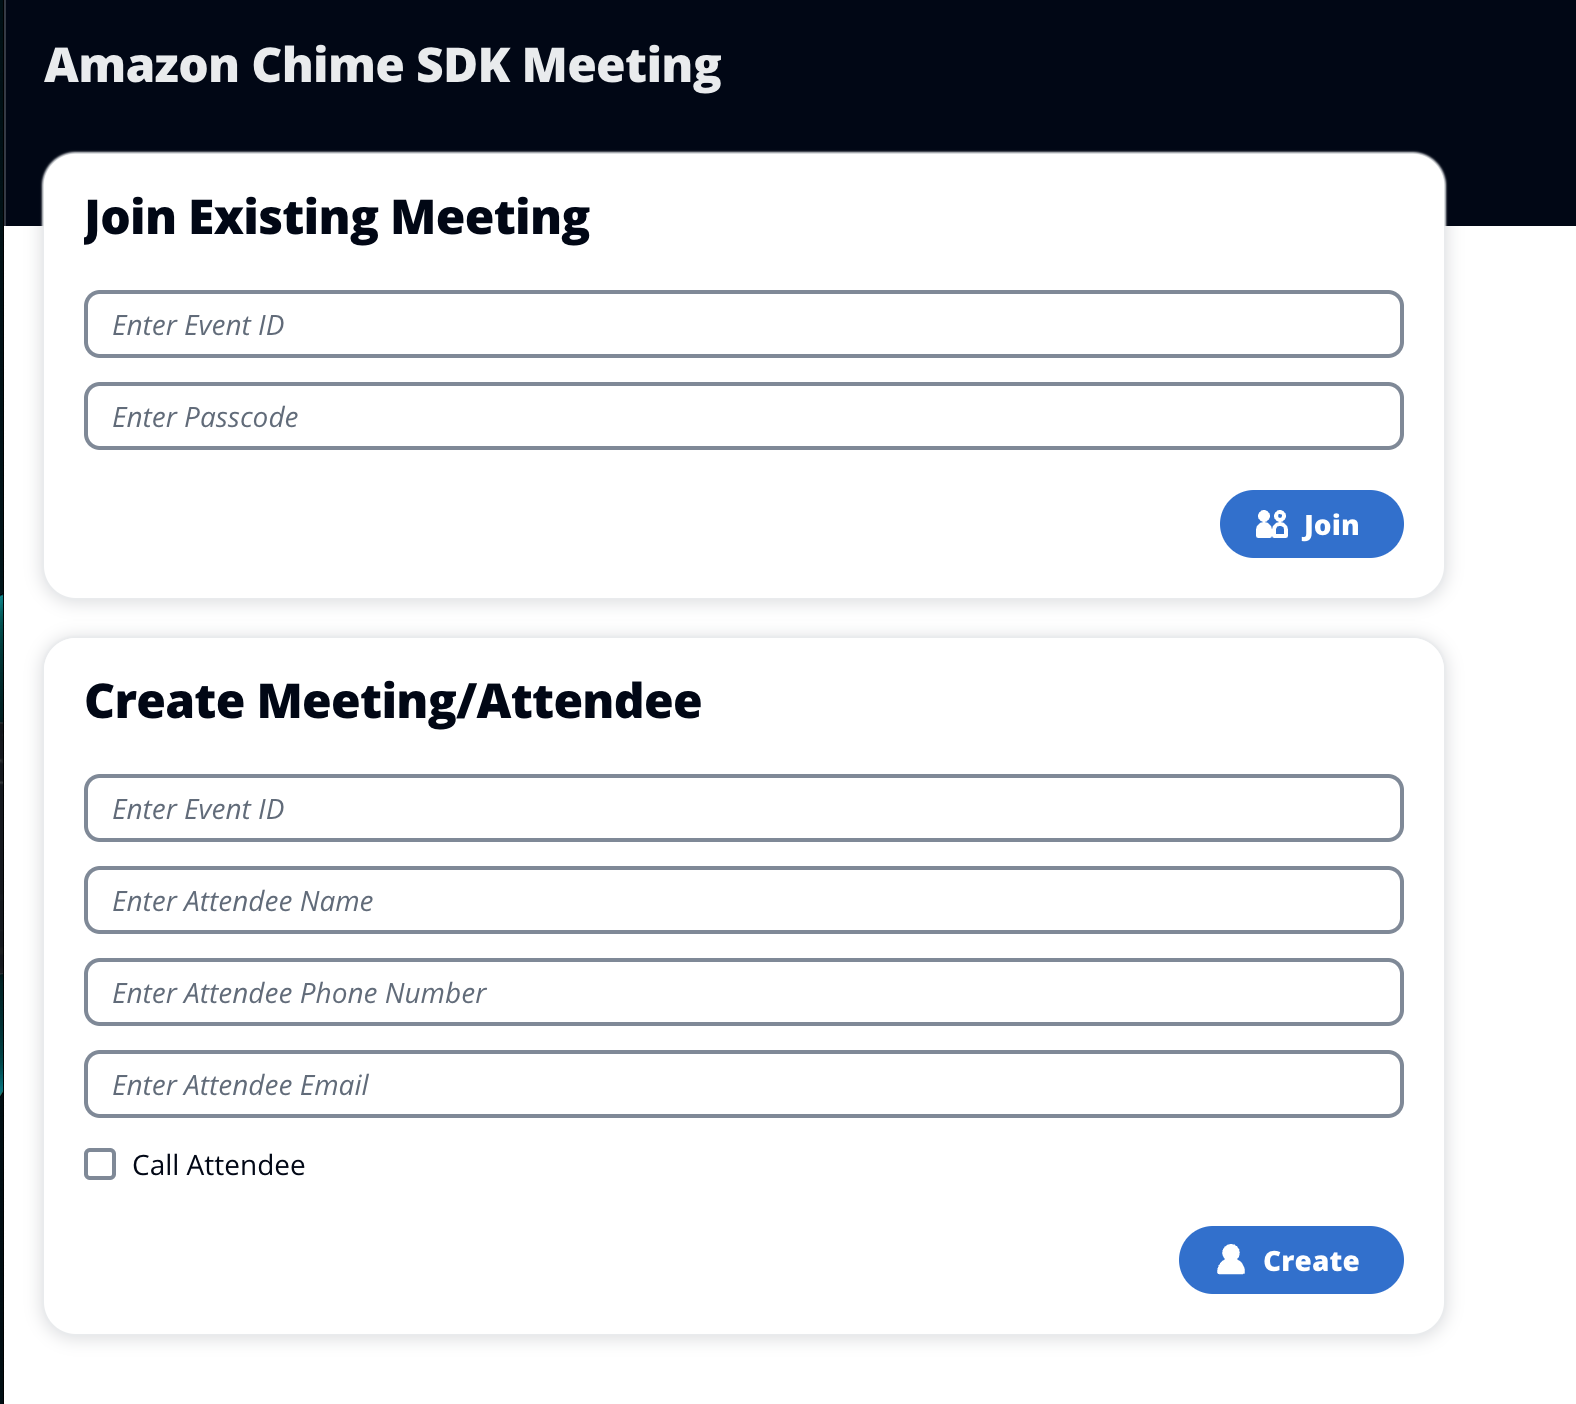 Amazon Chime SDK Meeting
Join Existing Meeting
Enter Event ID
Enter Passcode
Join
Create Meeting/Attendee
Enter Event ID
Enter Attendee Name
Enter Attendee Phone Number
Enter Attendee Email
Call Attendee
Create